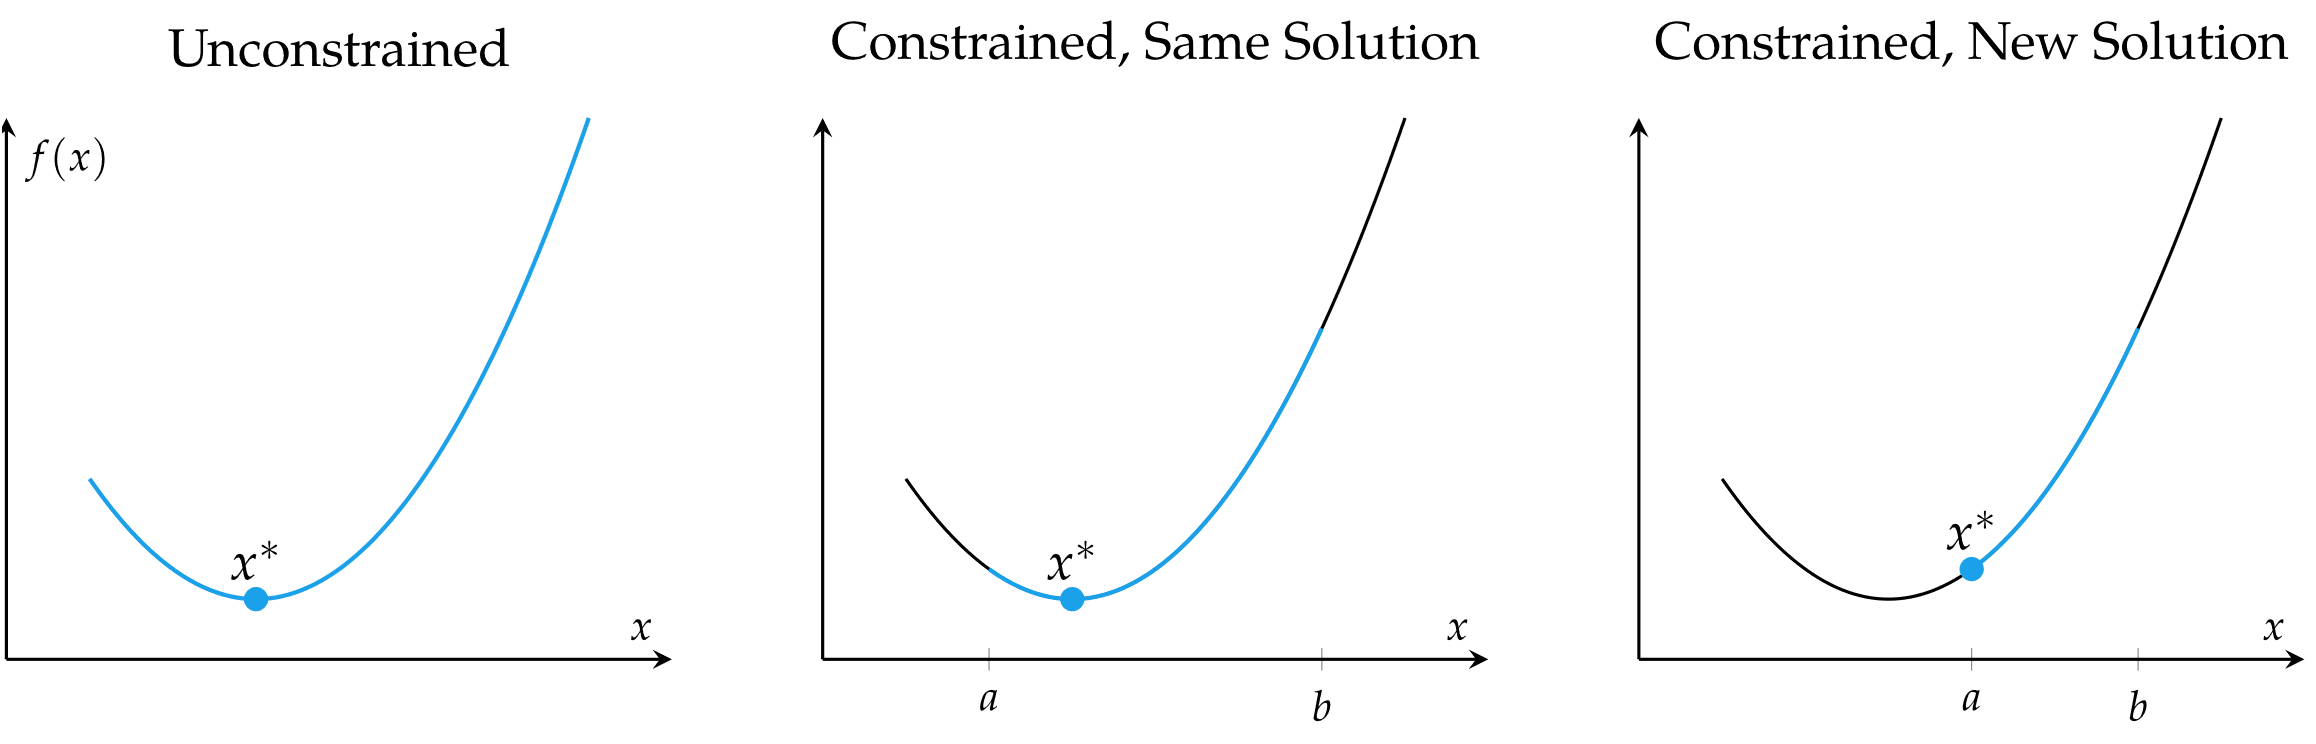 Unconstrained
f(x)
x*
x
Constrained, Same Solution
x*
x
a
b
Constrained, New Solution
x*
x
a
b